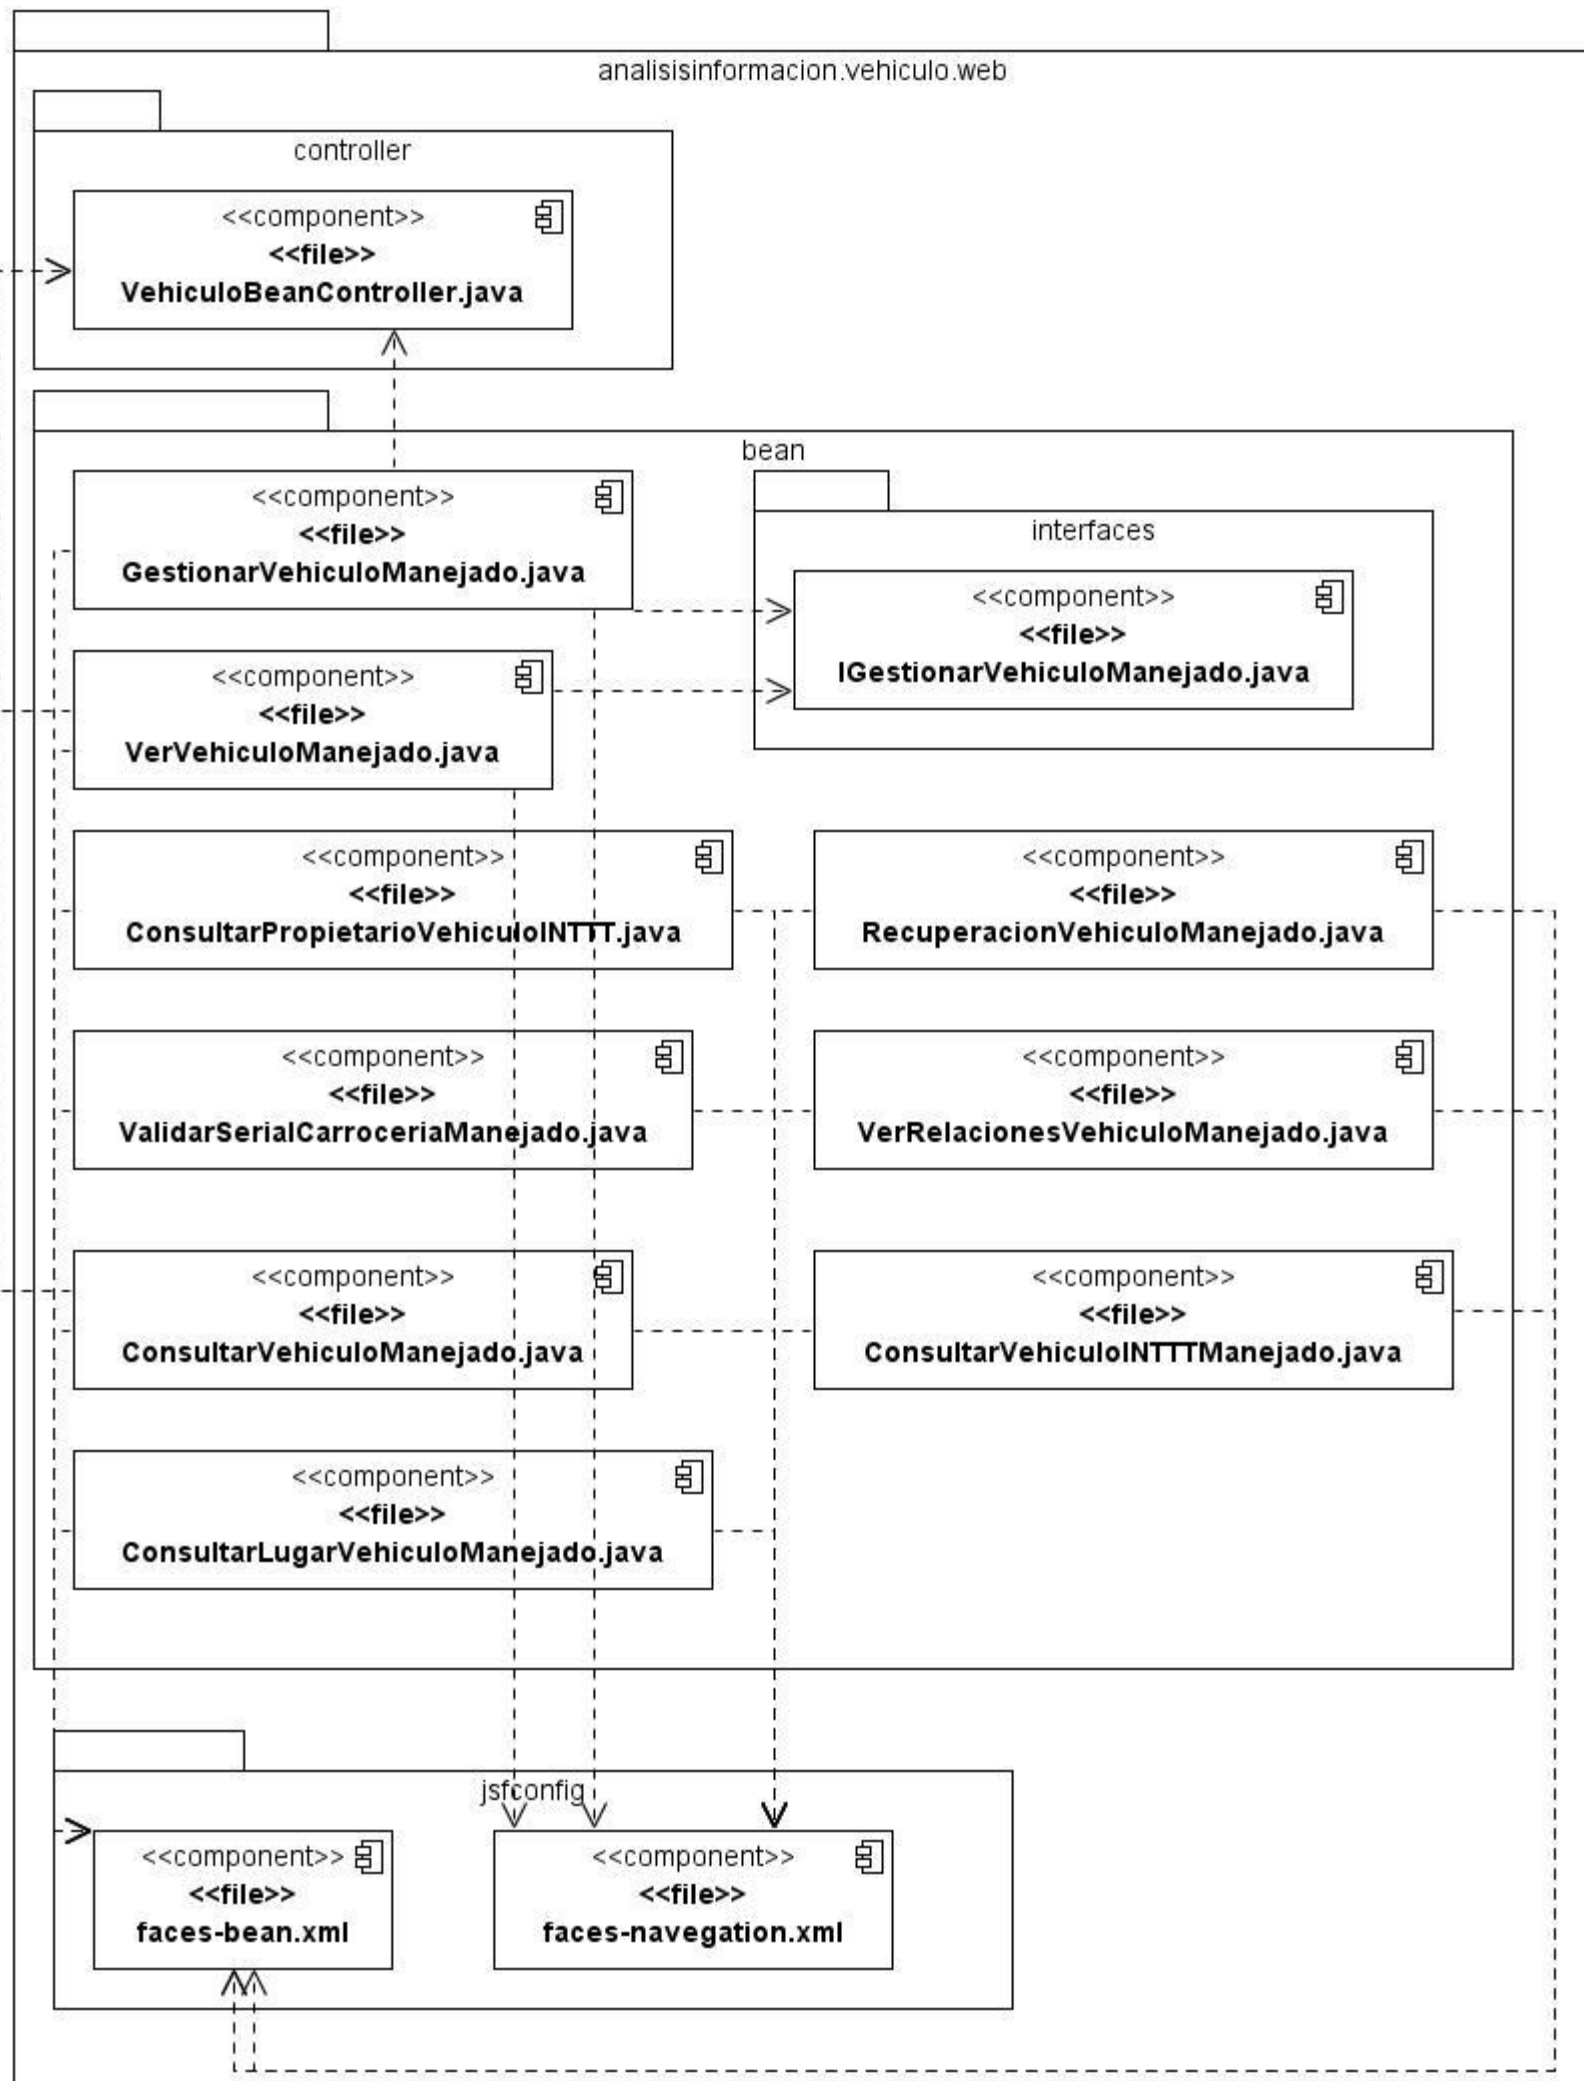 analisisinformacion.vehiculo.web
controller
<<component>>
<<file>>
VehiculoBeanController.java
bean
<<component>>
<<file>>
GestionarVehiculoManejado.java
interfaces
<<component>>
<<file>>
IGestionarVehiculoManejado.java
<<component>>
<<file>>
VerVehiculoManejado.java
<<component>>
<<file>>
ConsultarPropietarioVehiculoINTTT.java
<<component>>
<<file>>
RecuperacionVehiculoManejado.java
<<component>>
<<file>>
ValidarSerialCarroceriaManejado.java
<<component>>
<<file>>
VerRelacionesVehiculoManejado.java
<<component>>
<<file>>
ConsultarVehiculoManejado.java
<<component>>
<<file>>
ConsultarVehiculoINTTTManejado.java
<<component>>
<<file>>
ConsultarLugarVehiculoManejado.java
jsfconfig
<<component>>
<<file>>
faces-bean.xml
<<component>>
<<file>>
faces-navegation.xml